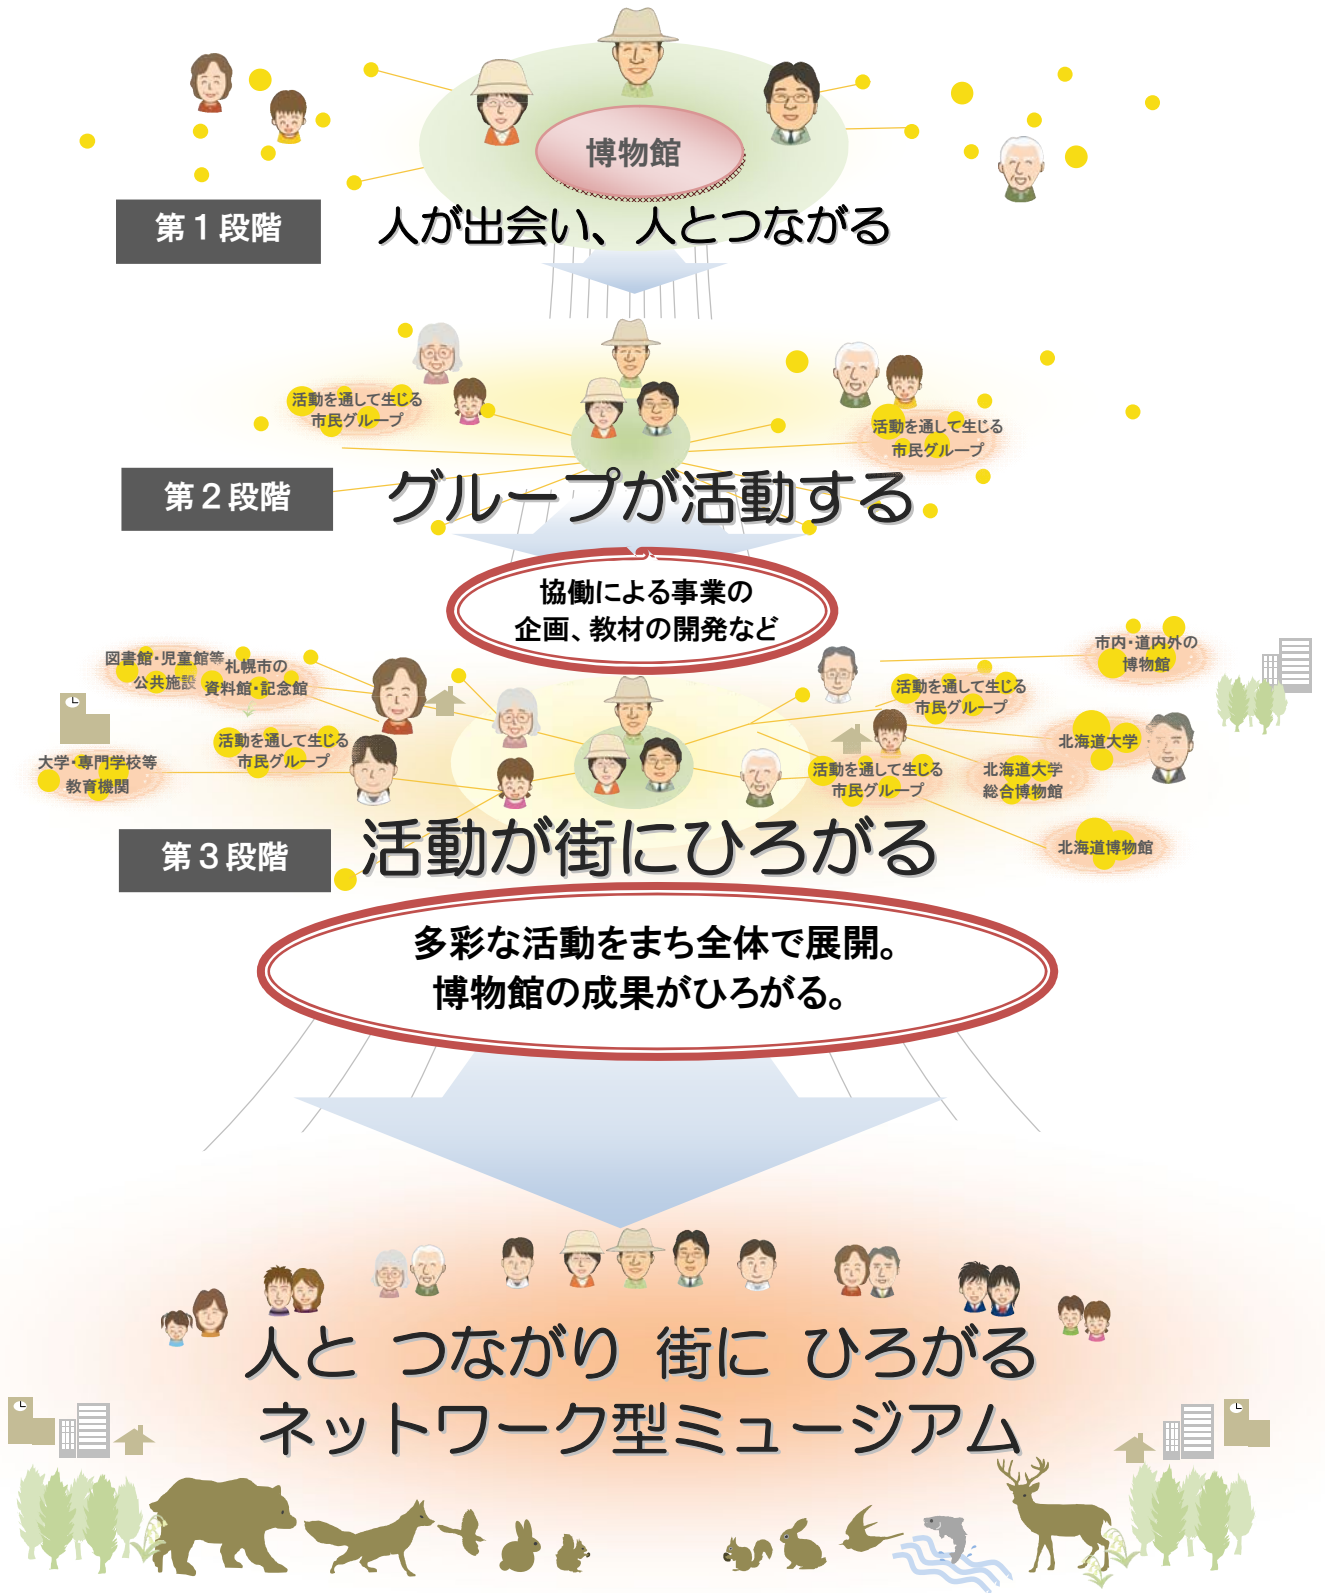 博物館
第１段階
人が出会い、人とつながる
活動を通して生じる
市民グループ
活動を通して生じる
市民グループ
第２段階
グループが活動する
協働による事業の
企画、教材の開発など
図書館・児童館等
公共施設
札幌市の
資料館・記念館
市内・道内外の
博物館
活動を通して生じる
市民グループ
活動を通して生じる
市民グループ
北海道大学
大学・専門学校等
教育機関
活動を通して生じる
市民グループ
北海道大学
総合博物館
北海道博物館
第３段階
活動が街にひろがる
多彩な活動をまち全体で展開。
博物館の成果がひろがる。
人と つながり 街に ひろがる
ネットワーク型ミュージアム